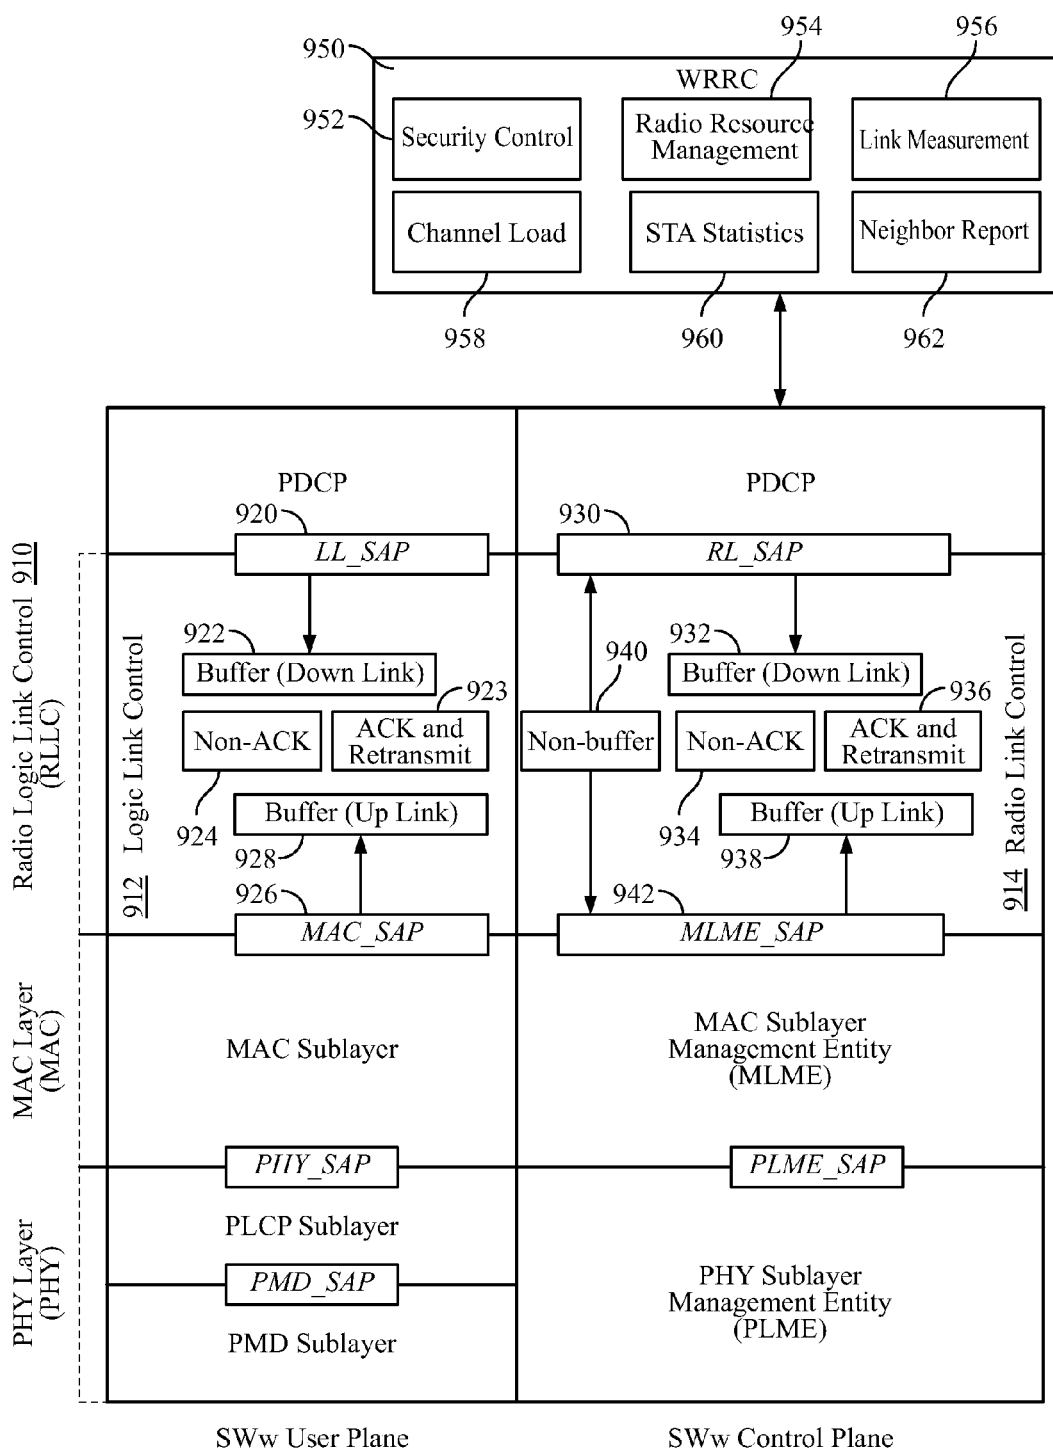 950
954
956
WRRC
952
Security Control
Radio Resource
Management
Link Measurement
Channel Load
STA Statistics
Neighbor Report
958
960
962
PDCP
PDCP
920
LL_SAP
930
RL_SAP
Radio Logic Link Control
(RLLC)
910
Logic Link Control
912
Radio Link Control
914
922
Buffer (Down Link)
932
Buffer (Down Link)
940
923
936
Non-ACK
ACK and
Retransmit
Non-buffer
Non-ACK
ACK and
Retransmit
924
Buffer (Up Link)
928
934
Buffer (Up Link)
938
926
MAC_SAP
942
MLME_SAP
MAC Layer
(MAC)
MAC Sublayer
MAC Sublayer
Management Entity
(MLME)
PHY_SAP
PLME_SAP
PHY Layer
(PHY)
PLCP Sublayer
PMD_SAP
PMD Sublayer
PHY Sublayer
Management Entity
(PLME)
SWw User Plane
SWw Control Plane